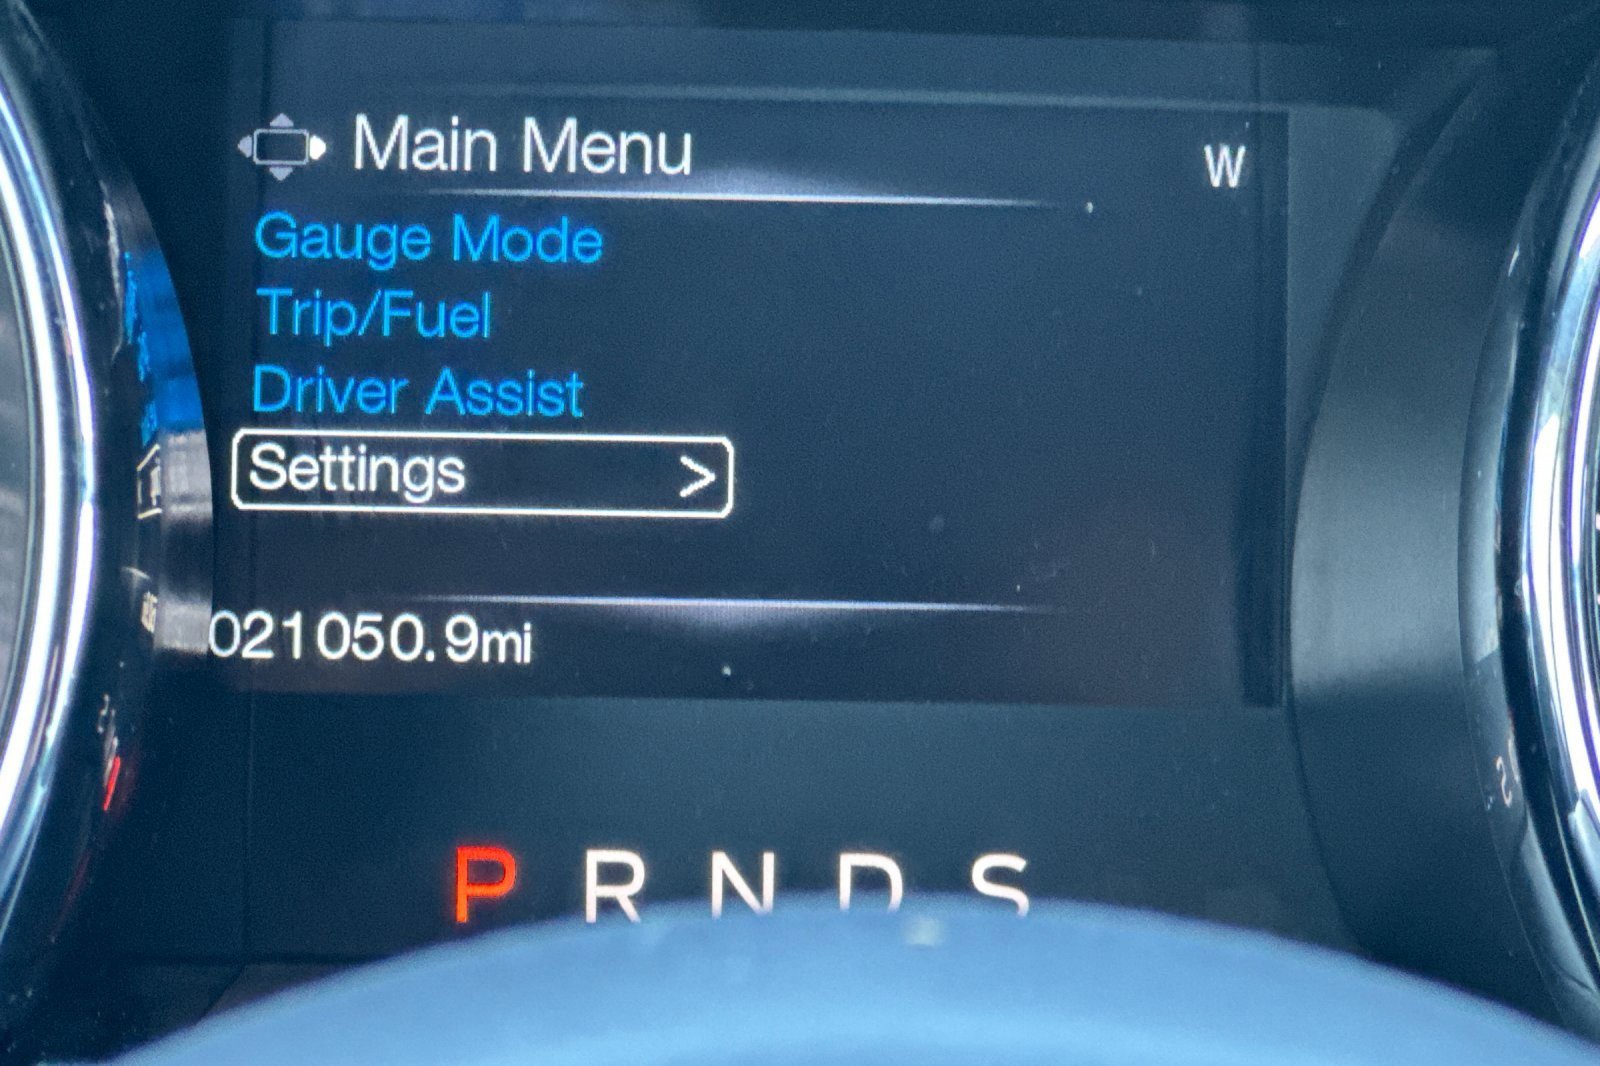 Main Menu
W
Gauge Mode
Trip/Fuel
Driver Assist
Settings >
021050.9mi
P R N D S